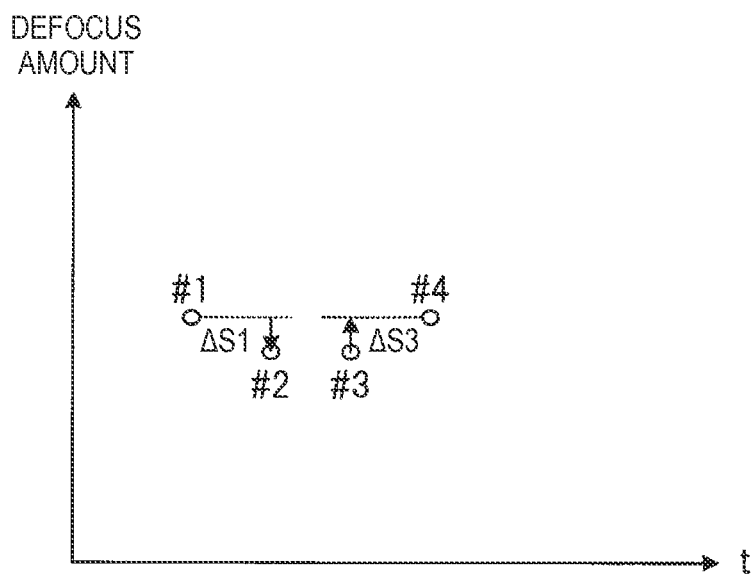 DEFOCUS
AMOUNT
#1
#4
ΔS1
ΔS3
#2
#3
t